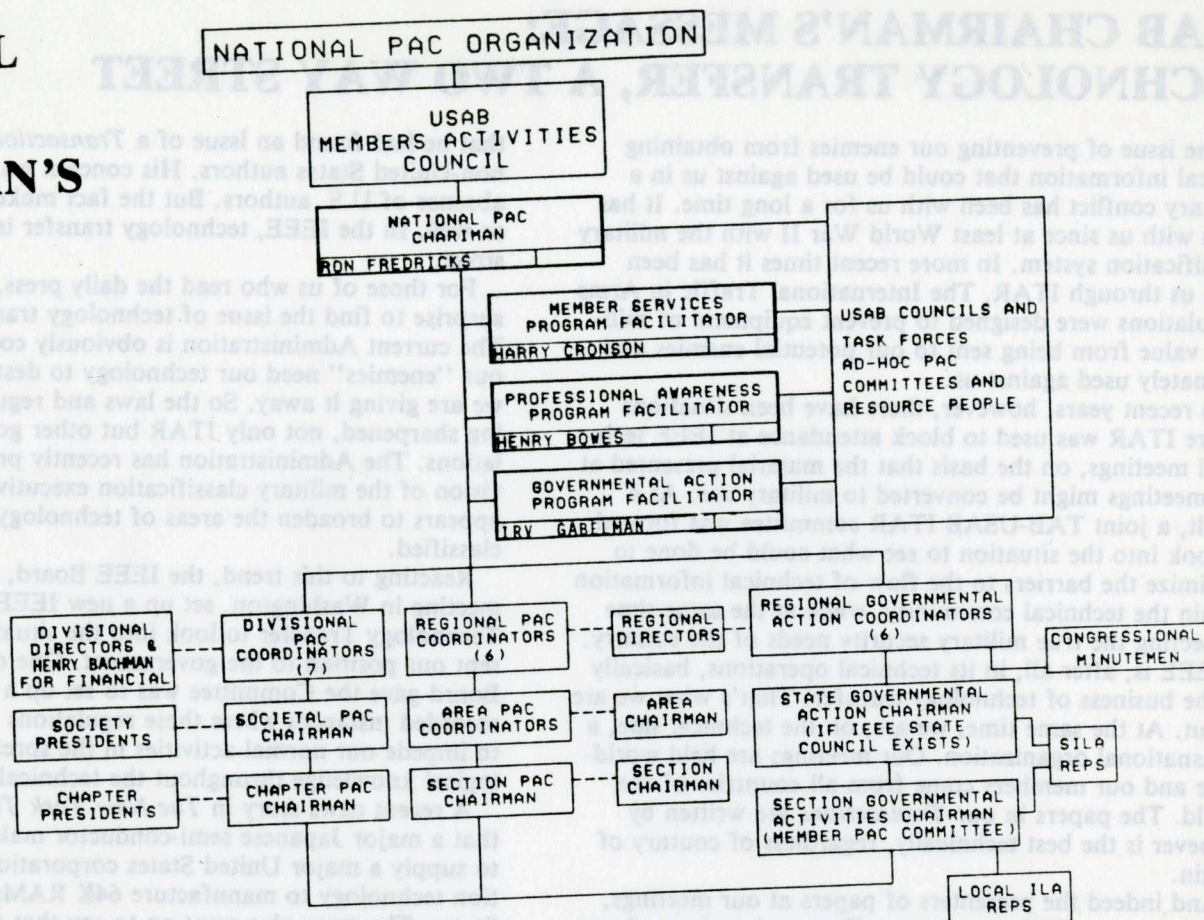 L
AN'S
NATIONAL PAC ORGANIZATION
USAB
MEMBERS ACTIVITIES
COUNCIL
NATIONAL PAC
CHARIMAN
RON FREDRICKS
MEMBER SERVICES
PROGRAM FACILITATOR
HARRY CRONSON
PROFESSIONAL AWARENESS
PROGRAM FACILITATOR
HENRY BOWES
GOVERNMENTAL ACTION
PROGRAM FACILITATOR
IRV GABELMAN
USAB COUNCILS AND
TASK FORCES
AD-HOC
COMMITTEES AND
RESOURCE PEOPLE
DIVISIONAL
DIRECTORS &
HENRY BACHMAN
FOR FINANCIAL
DIVISIONAL
PAC
COORDINATORS
(7)
REGIONAL PAC
COORDINATORS
(6)
REGIONAL
DIRECTORS
REGIONAL GOVERNMENTAL
ACTION COORDINATORS
(6)
CONGRESSIONAL
MINUTEMEN
SOCIETY
PRESIDENTS
SOCIETAL PAC
CHAIRMAN
AREA PAC
COORDINATORS
AREA
CHAIRMAN
STATE GOVERNMENTAL
ACTION CHAIRMAN
(IF IEEE STATE
COUNCIL EXISTS)
SILA
REPS
CHAPTER
PRESIDENTS
CHAPTER PAC
CHAIRMAN
SECTION PAC
CHAIRMAN
SECTION
CHAIRMAN
SECTION GOVERNMENTAL
ACTIVITIES CHAIRMAN
(MEMBER PAC COMMITTEE)
LOCAL ILA
REPS